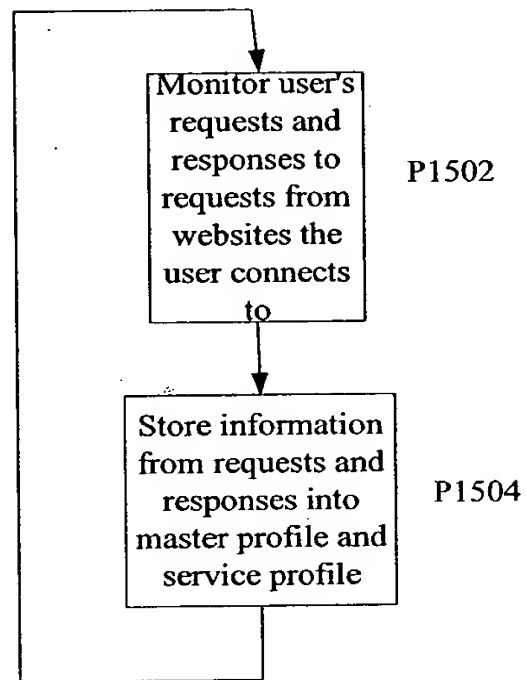 Monitor user's
requests and
responses to
requests from
websites the
user connects
to
P1502
Store information
from requests and
responses into
master profile and
service profile
P1504